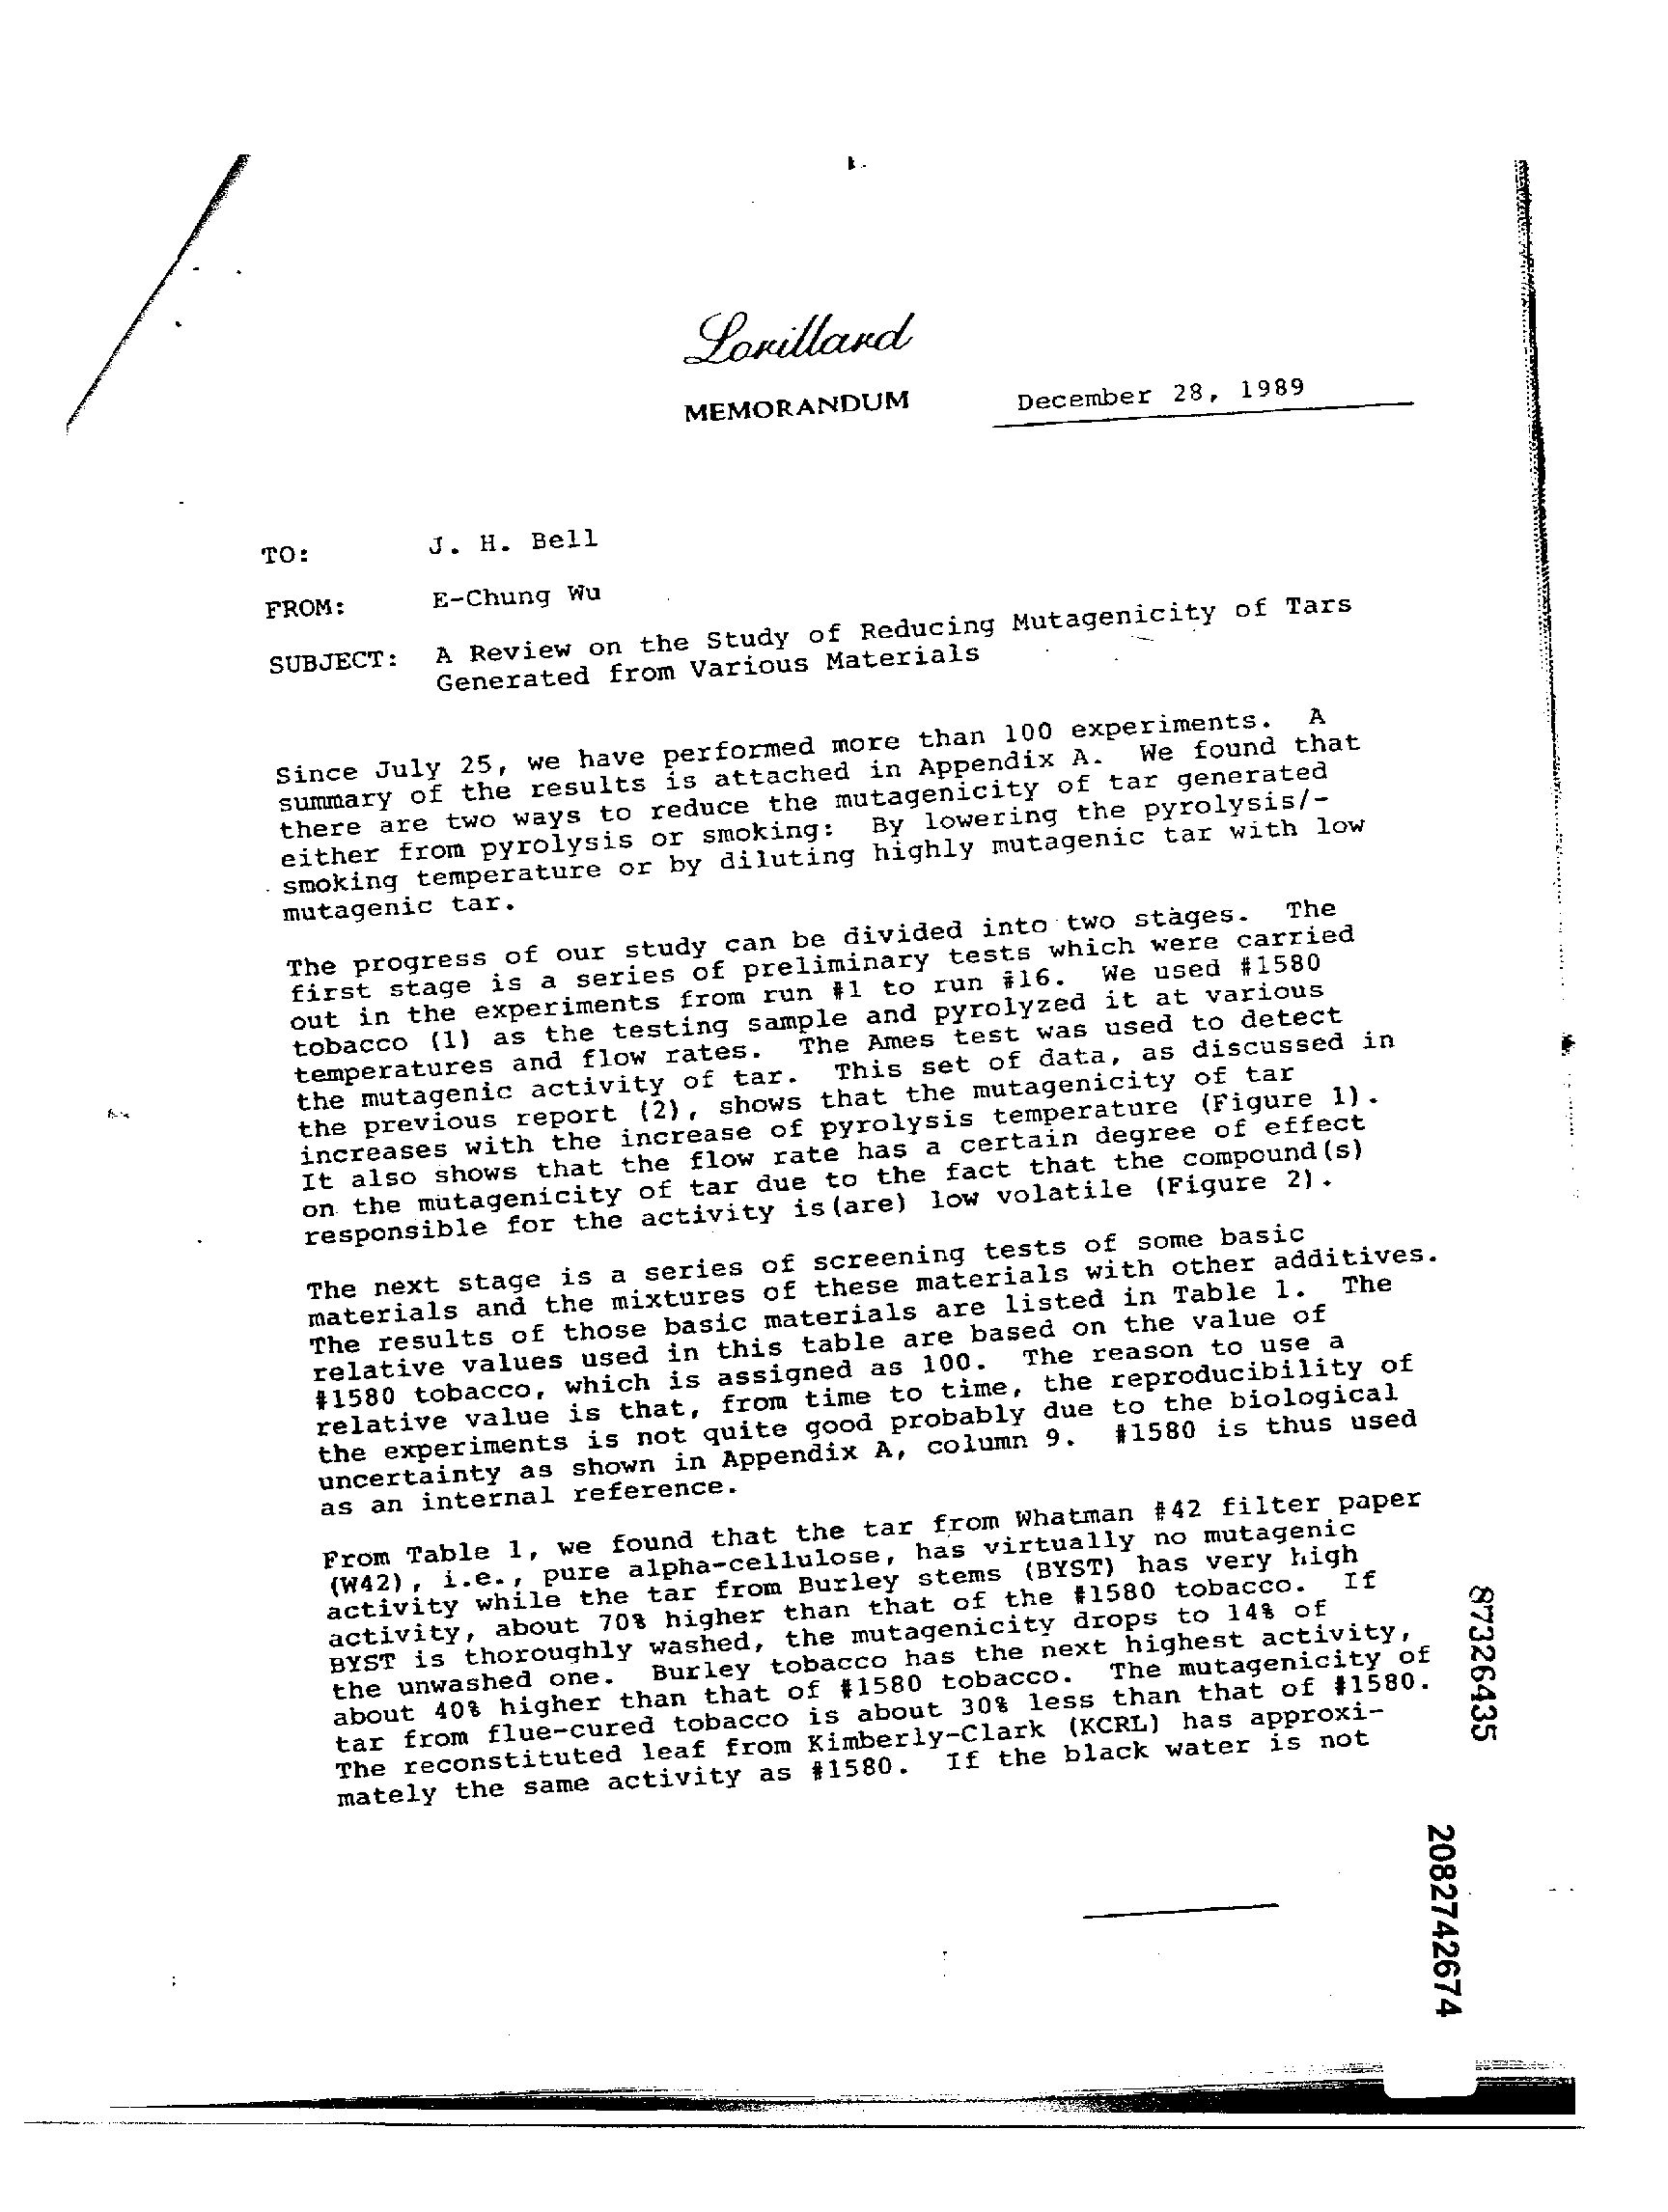 Lorillard
MEMORANDUM
December 28, 1989
TO: J. H. Bell
FROM: E-Chung Wu
SUBJECT: A Review on the Study of Reducing Mutagenicity of Tars
Generated from Various Materials
Since July 25, we have performed more than 100 experiments. A
summary of the results is attached in Appendix A. We found that
there are two ways to reduce the mutagenicity of tar generated
either from pyrolysis or smoking: By lowering the pyrolysis/-
smoking temperature or by diluting highly mutagenic tar with low
mutagenic tar.
The progress of our study can be divided into two stages. The
first stage is a series of preliminary tests which were carried
out in the experiments from run #1 to run #16. We used #1580
tobacco (1) as the testing sample and pyrolyzed it at various
temperatures and flow rates. The Ames test was used to detect
the mutagenic activity of tar. This set of data, as discussed in
the previous report (2), shows that the mutagenicity of tar
increases with the increase of pyrolysis temperature (Figure 1).
It also shows that the flow rate has a certain degree of effect
on the mutagenicity of tar due to the fact that the compound(s)
responsible for the activity is(are) low volatile (Figure 2).
The next stage is a series of screening tests of some basic
materials and the mixtures of these materials with other additives.
The results of those basic materials are listed in Table 1. The
relative values used in this table are based on the value of
#1580 tobacco, which is assigned as 100. The reason to use a
relative value is that, from time to time, the reproducibility of
the experiments is not quite good probably due to the biological
uncertainty as shown in Appendix A, column 9. #1580 is thus used
as an internal reference.
From Table 1, we found that the tar from Whatman #42 filter paper
(W42), i.e., pure alpha-cellulose, has virtually no mutagenic
activity while the tar from Burley stems (BYST) has very high
activity, about 70% higher than that of the #1580 tobacco. If
BYST is thoroughly washed, the mutagenicity drops to 14% of
the unwashed one. Burley tobacco has the next highest activity,
about 40% higher than that of #1580 tobacco. The mutagenicity of
tar from flue-cured tobacco is about 30% less than that of #1580.
The reconstituted leaf from Kimberly-Clark (KCRL) has approxi-
mately the same activity as #1580. If the black water is not
87326435
2082742674